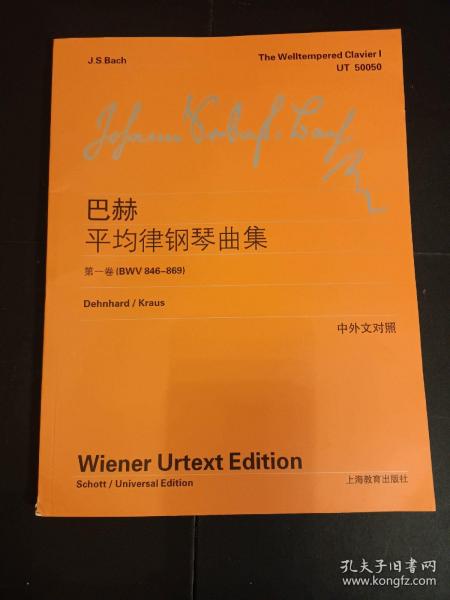 J.S Bach
The Welltempered Clavier I
UT 50050
巴赫
平均律钢琴曲集
第一卷(BWV 846-869)
Dehnhard / Kraus
中外文对照
Wiener Urtext Edition
Schott / Universal Edition
上海教育出版社
孔夫子旧书网
www.kongfz.com